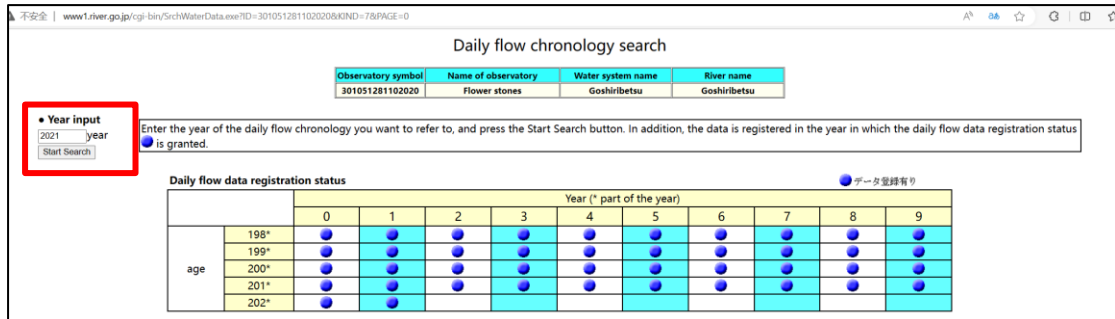 不安全 www1.river.go.jp/cgi-bin/SrchWaterData.exe?ID=301051281102020&KIND=7&PAGE=0
Daily flow chronology search
Observatory symbol Name of observatory Water system name River name
301051281102020 Flower stones Goshiribetsu Goshiribetsu
• Year input
2021 year
Start Search
Enter the year of the daily flow chronology you want to refer to, and press the Start Search button. In addition, the data is registered in the year in which the daily flow data registration status
is granted.
Daily flow data registration status データ登録有り
Year (* part of the year)
0 1 2 3 4 5 6 7 8 9
age
198*
199*
200*
201*
202*